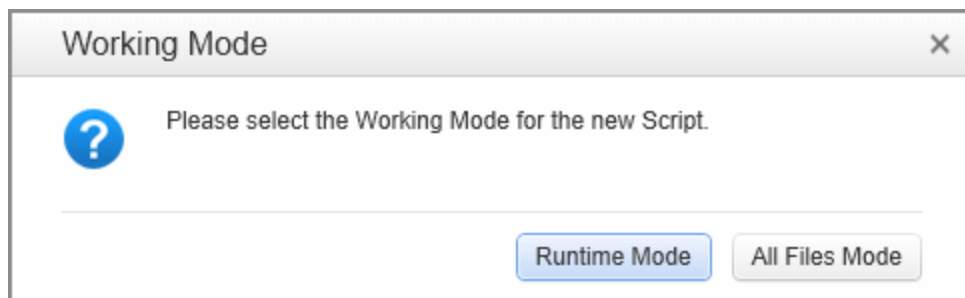 Working Mode
Please select the Working Mode for the new Script.
Runtime Mode
All Files Mode